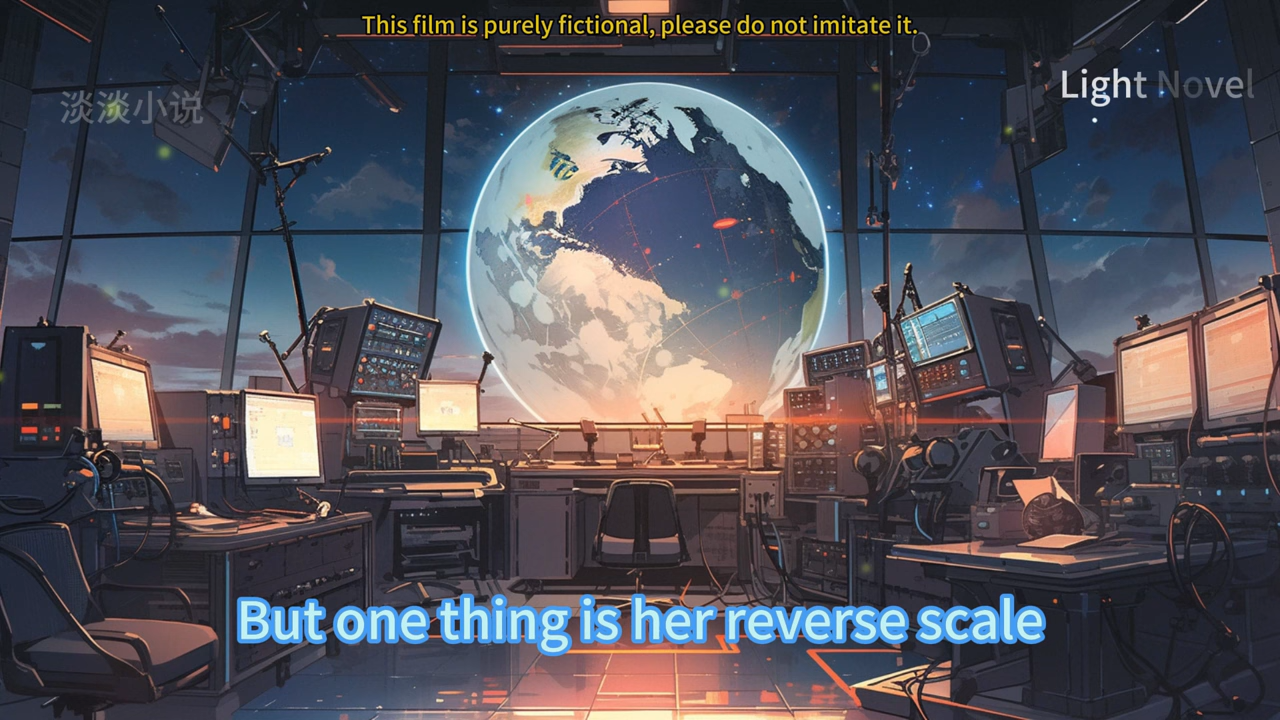 This film is purely fictional, please do not imitate it.
淡淡小说
Light Novel
But one thing is her reverse scale